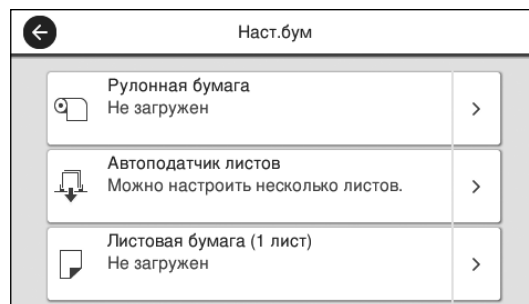 Наст.бум
Рулонная бумага
Не загружен
Автоподатчик листов
Можно настроить несколько листов.
Листовая бумага (1 лист)
Не загружен